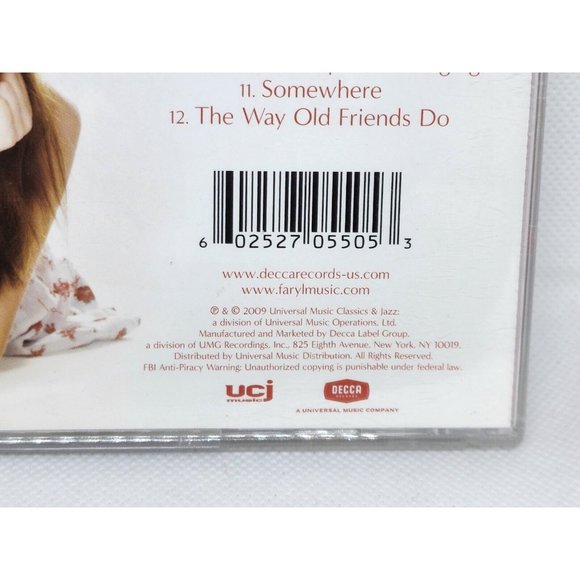 11. Somewhere
12. The Way Old Friends Do
6 02527 05505 3
www.deccarecords-us.com
www.farylmusic.com
℗ & © 2009 Universal Music Classics & Jazz:
a division of Universal Music Operations, Ltd.
Manufactured and Marketed by Decca Label Group.
a division of UMG Recordings, Inc., 825 Eighth Avenue, New York, NY 10019.
Distributed by Universal Music Distribution. All Rights Reserved.
FBI Anti-Piracy Warning: Unauthorized copying is punishable under federal law.
ucj
music
DECCA
RECORDS
A UNIVERSAL MUSIC COMPANY